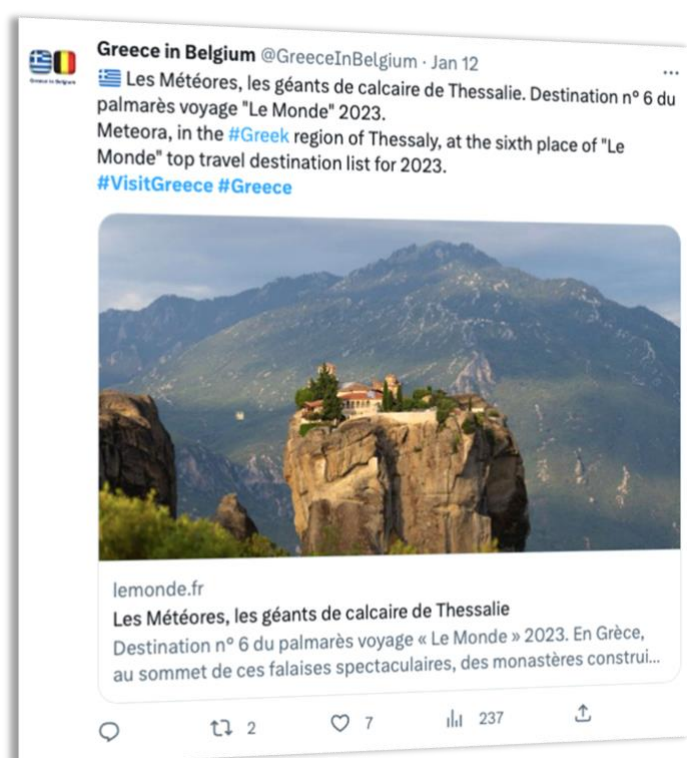 Greece in Belgium @GreeceInBelgium · Jan 12
Les Météores, les géants de calcaire de Thessalie. Destination n° 6 du
palmarès voyage "Le Monde" 2023.
Meteora, in the #Greek region of Thessaly, at the sixth place of "Le
Monde" top travel destination list for 2023.
#VisitGreece #Greece
Greece in Belgium
lemonde.fr
Les Météores, les géants de calcaire de Thessalie
Destination n° 6 du palmarès voyage « Le Monde » 2023. En Grèce,
au sommet de ces falaises spectaculaires, des monastères construi...
2 7 237